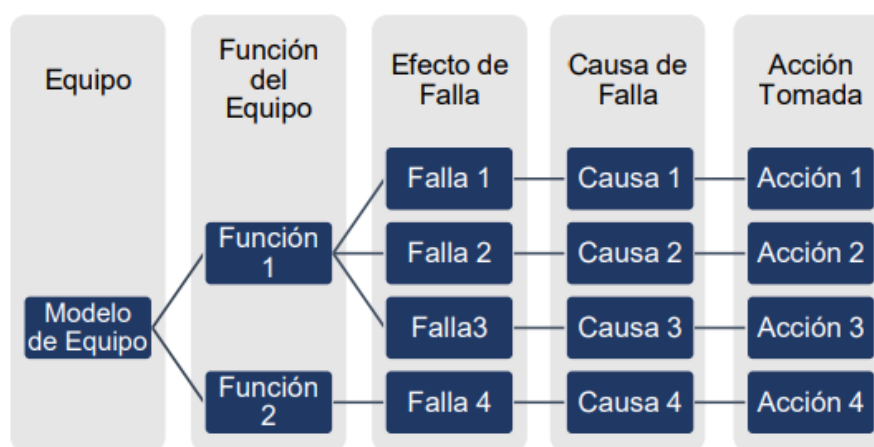 Equipo
Función
del
Equipo
Efecto de
Falla
Causa de
Falla
Acción
Tomada
Modelo
de Equipo
Función
1
Función
2
Falla 1
Falla 2
Falla3
Falla 4
Causa 1
Causa 2
Causa 3
Causa 4
Acción 1
Acción 2
Acción 3
Acción 4